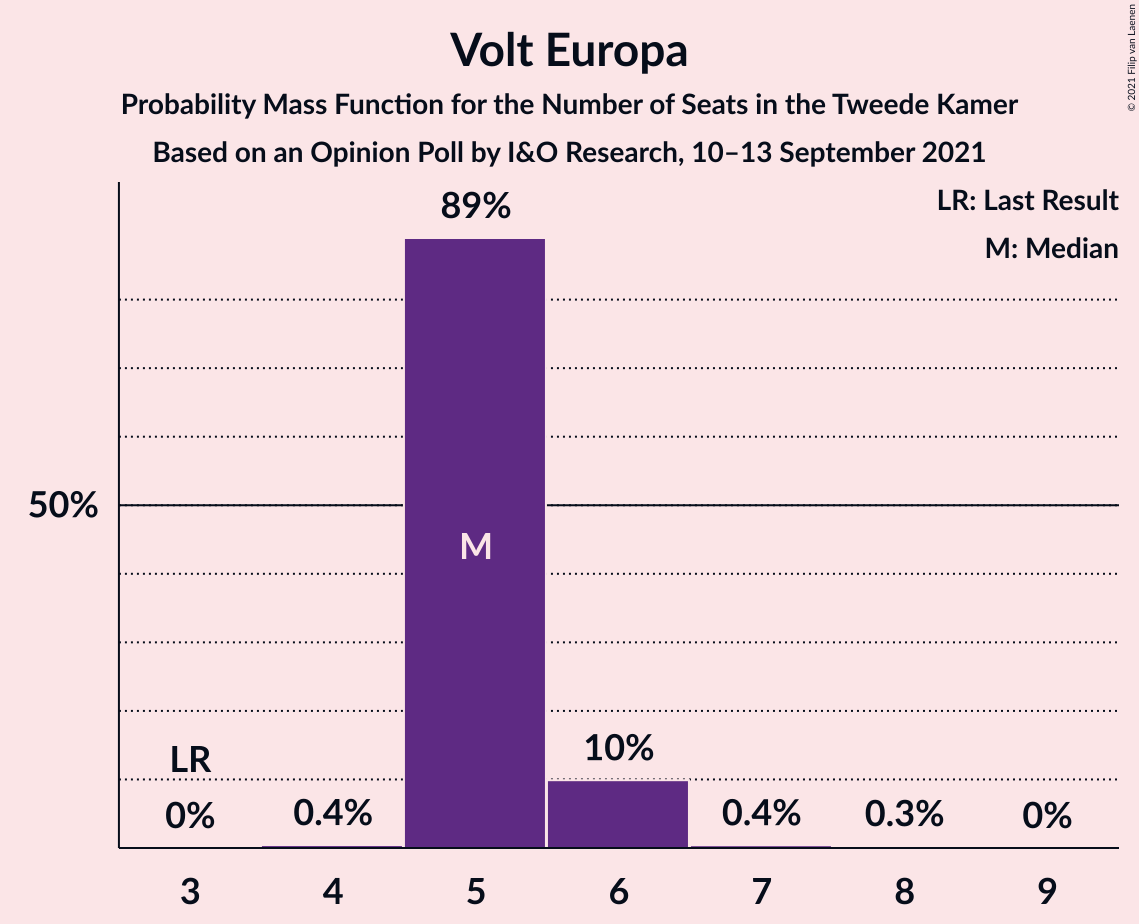 Volt Europa
Probability Mass Function for the Number of Seats in the Tweede Kamer
Based on an Opinion Poll by I&O Research, 10–13 September 2021
© 2021 Filip van Laenen
LR: Last Result
M: Median
89%
50%
M
LR
10%
0%
0.4%
0.4%
0.3%
0%
3
4
5
6
7
8
9